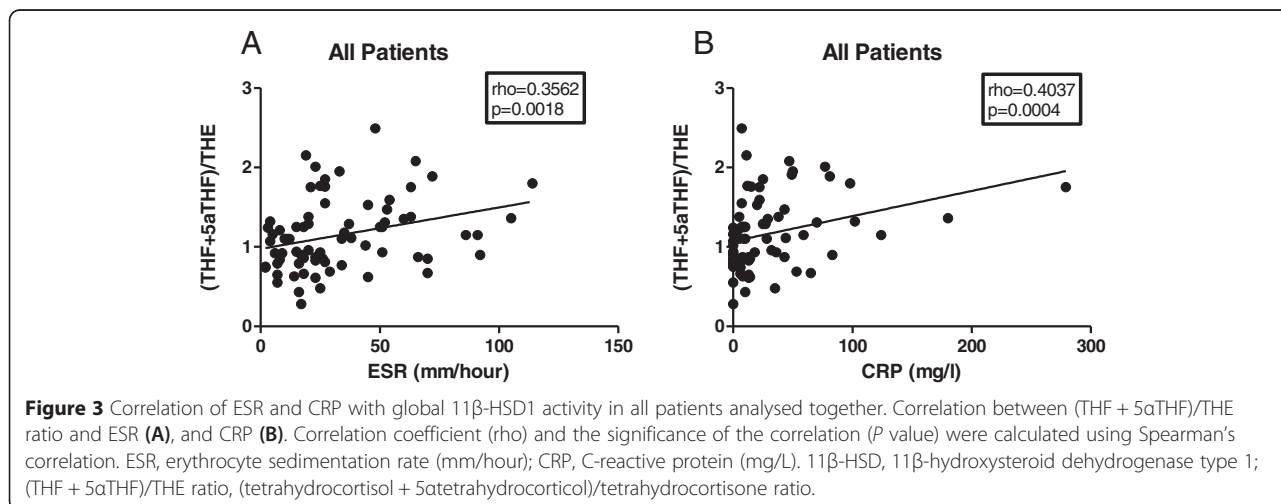 A
All Patients
rho=0.3562
p=0.0018
(THF+5aTHF)/THE
3
2
1
0
0
50
100
150
ESR (mm/hour)
B
All Patients
rho=0.4037
p=0.0004
(THF+5aTHF)/THE
3
2
1
0
0
100
200
300
CRP (mg/l)
Figure 3 Correlation of ESR and CRP with global 11β-HSD1 activity in all patients analysed together. Correlation between (THF + 5αTHF)/THE
ratio and ESR (A), and CRP (B). Correlation coefficient (rho) and the significance of the correlation (P value) were calculated using Spearman's
correlation. ESR, erythrocyte sedimentation rate (mm/hour); CRP, C-reactive protein (mg/L). 11β-HSD, 11β-hydroxysteroid dehydrogenase type 1;
(THF + 5αTHF)/THE ratio, (tetrahydrocortisol + 5αtetrahydrocorticol)/tetrahydrocortisone ratio.